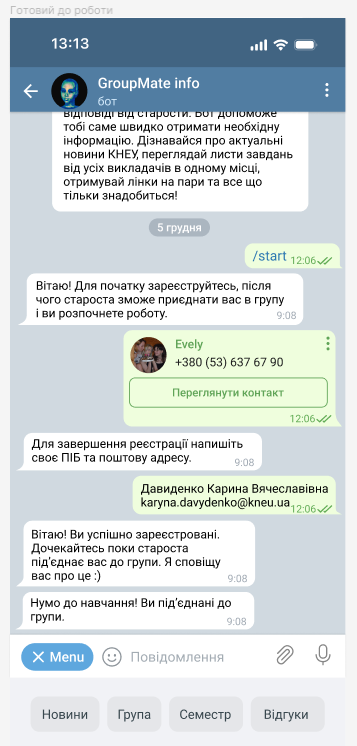 Готовий до роботи
13:13
GroupMate info
бот
відповіді від старости. Бот допоможе
тобі саме швидко отримати необхідну
інформацію. Дізнавайся про актуальні
новини КНЕУ, переглядай листи завдань
від усіх викладачів в одному місці,
отримувай лінки на пари та все що
тільки знадобиться!
5 грудня
/start 12:06
Вітаю! Для початку зареєструйтесь, після
чого староста зможе приєднати вас в групу
і ви розпочнете роботу.
9:08
Evely
+380 (53) 637 67 90
Переглянути контакт
12:06
Для завершення реєстрації напишіть
своє ПІБ та поштову адресу.
9:08
Давиденко Карина Вячеславівна
karyna.davydenko@kneu.ua 12:06
Вітаю! Ви успішно зареєстровані.
Дочекайтесь поки староста
під'єднає вас до групи. Я сповіщу
вас про це :)
9:08
Нумо до навчання! Ви під'єднані до
групи.
9:08
Menu
Повідомлення
Новини Група Семестр Відгуки